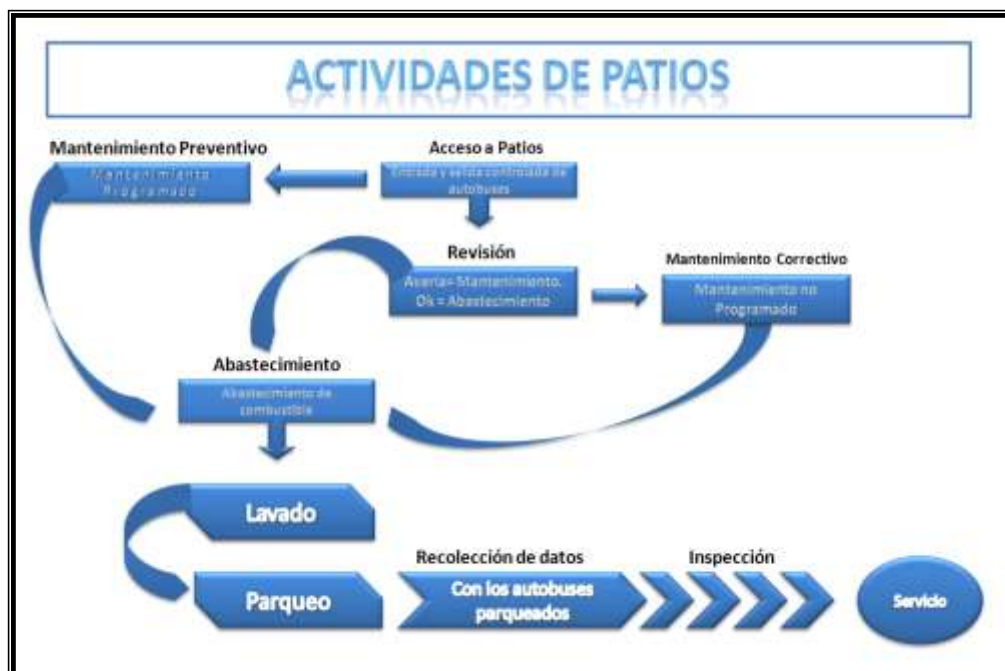 ACTIVIDADES DE PATIOS
Mantenimiento Preventivo
Mantenimiento
Programado
Acceso a Patios
Entrada y salida controlada de
autobuses
Revisión
Avería= Mantenimiento.
Ok = Abastecimiento
Mantenimiento Correctivo
Mantenimiento no
Programado
Abastecimiento
Abastecimiento de
combustible
Lavado
Parqueo
Recolección de datos
Con los autobuses
parqueados
Inspección
Servicio